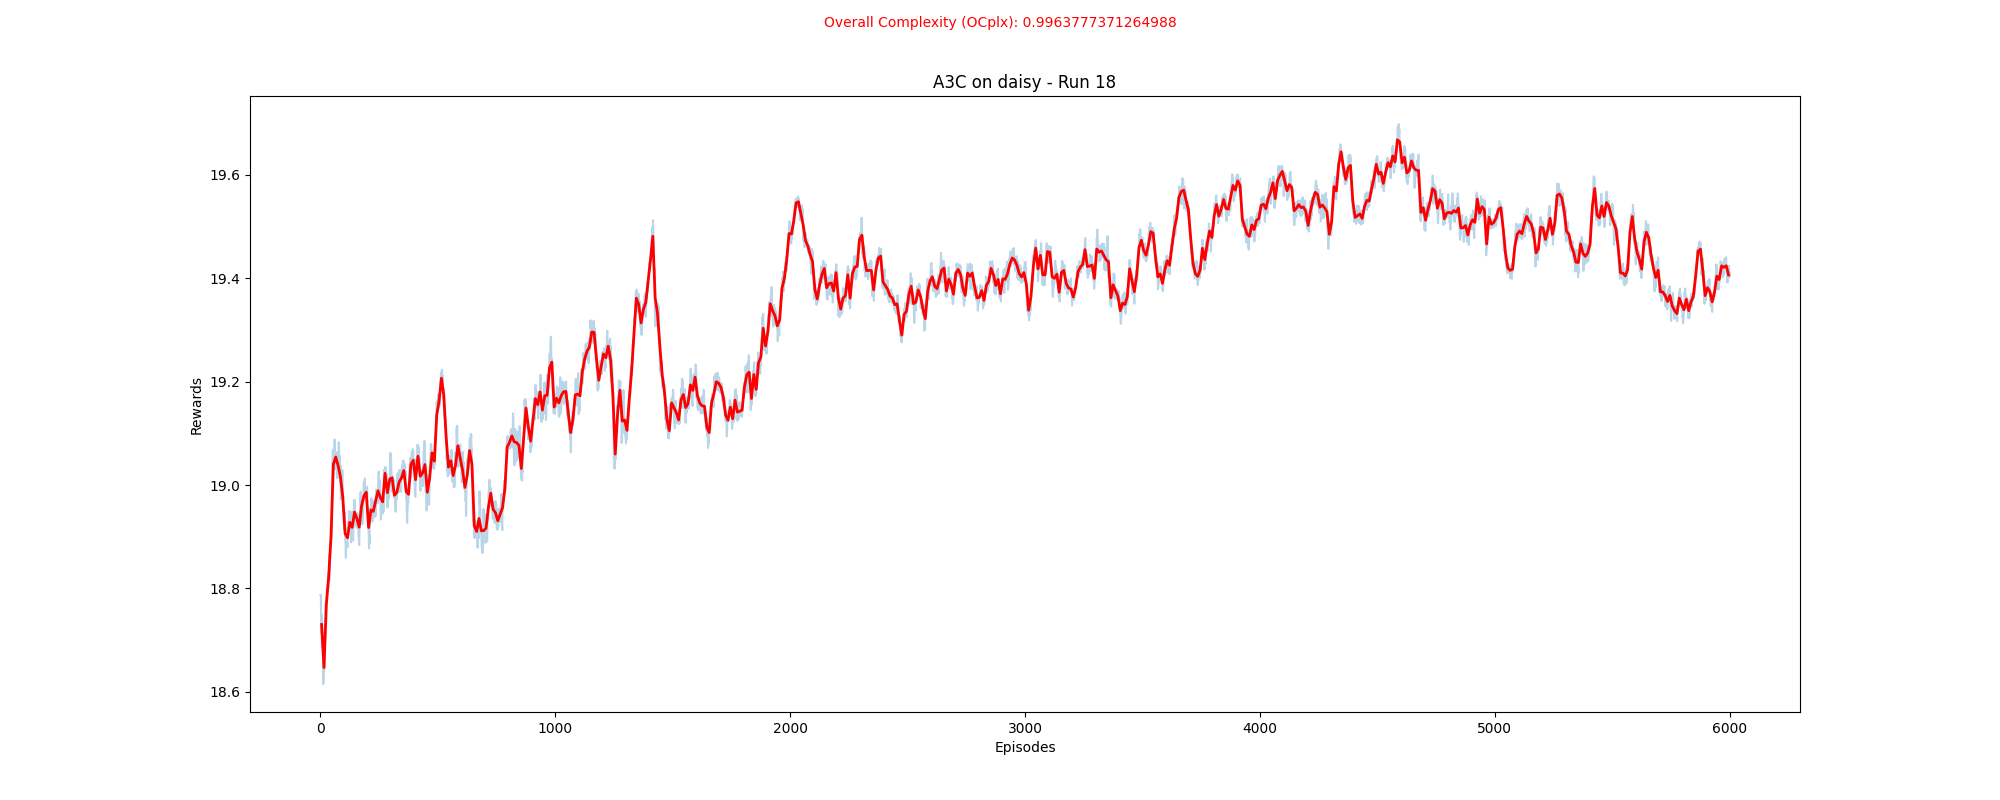 Overall Complexity (OCplx): 0.9963777371264988
A3C on daisy - Run 18
Rewards
19.6
19.4
19.2
19.0
18.8
18.6
0 1000 2000 3000 4000 5000 6000
Episodes